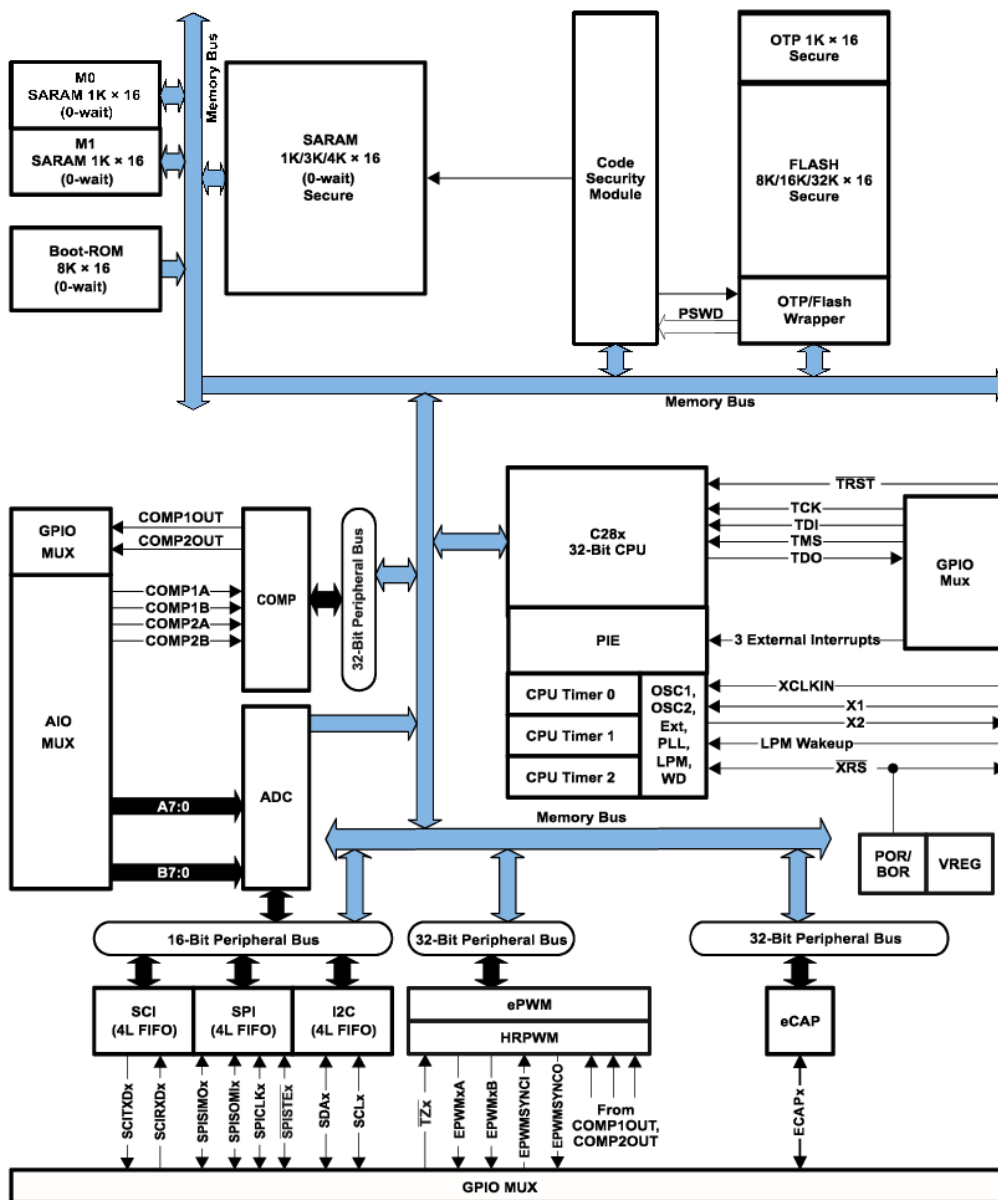 M0
SARAM 1K × 16
(0-wait)
M1
SARAM 1K × 16
(0-wait)
Boot-ROM
8K × 16
(0-wait)
Memory Bus
SARAM
1K/3K/4K × 16
(0-wait)
Secure
Code
Security
Module
OTP 1K × 16
Secure
FLASH
8K/16K/32K × 16
Secure
OTP/Flash
Wrapper
PSWD
Memory Bus
GPIO
MUX
AIO
MUX
COMP1OUT
COMP2OUT
COMP1A
COMP1B
COMP2A
COMP2B
COMP
32-Bit Peripheral Bus
ADC
A7:0
B7:0
C28x
32-Bit CPU
PIE
CPU Timer 0
CPU Timer 1
CPU Timer 2
OSC1,
OSC2,
Ext,
PLL,
LPM,
WD
TRST
TCK
TDI
TMS
TDO
GPIO
Mux
3 External Interrupts
XCLKIN
X1
X2
LPM Wakeup
XRS
POR/
BOR
VREG
Memory Bus
16-Bit Peripheral Bus
32-Bit Peripheral Bus
32-Bit Peripheral Bus
SCI
(4L FIFO)
SPI
(4L FIFO)
I2C
(4L FIFO)
ePWM
HRPWM
eCAP
SCITXDx
SCIRXDx
SPISIMOx
SPISOMIx
SPICLKx
SPISTEx
SDAx
SCLx
TZx
EPWMxA
EPWMxB
EPWMSYNCI
EPWMSYNCO
From
COMP1OUT,
COMP2OUT
ECAPx
GPIO MUX